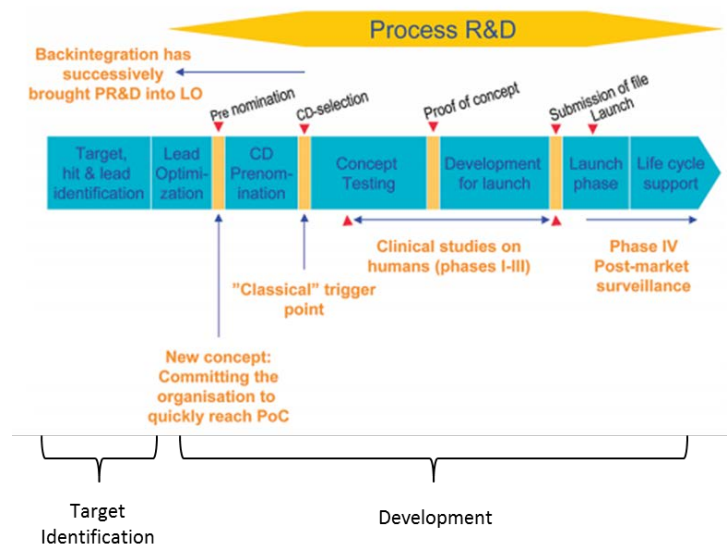 Process R&D
Backintegration has
successively
brought PR&D into LO
Pre nomination
CD-selection
Proof of concept
Submission of file
Launch
Target,
hit & lead
identification
Lead
Optimi-
zation
CD
Prenom-
ination
Concept
Testing
Development
for launch
Launch
phase
Life cycle
support
Clinical studies on
humans (phases I-III)
Phase IV
Post-market
surveillance
"Classical" trigger
point
New concept:
Committing the
organisation to
quickly reach PoC
Target
Identification
Development